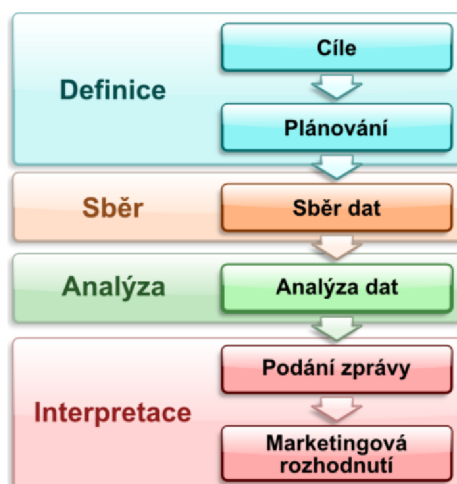 Definice
Cíle
Plánování
Sběr
Sběr dat
Analýza
Analýza dat
Interpretace
Podání zprávy
Marketingová
rozhodnutí